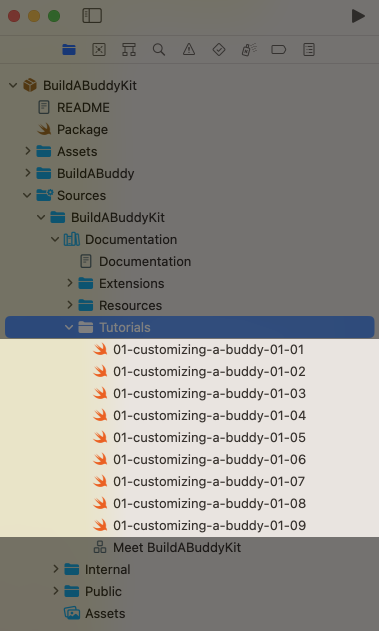 BuildABuddyKit
README
Package
Assets
BuildABuddy
Sources
BuildABuddyKit
Documentation
Documentation
Extensions
Resources
Tutorials
01-customizing-a-buddy-01-01
01-customizing-a-buddy-01-02
01-customizing-a-buddy-01-03
01-customizing-a-buddy-01-04
01-customizing-a-buddy-01-05
01-customizing-a-buddy-01-06
01-customizing-a-buddy-01-07
01-customizing-a-buddy-01-08
01-customizing-a-buddy-01-09
Meet BuildABuddyKit
Internal
Public
Assets